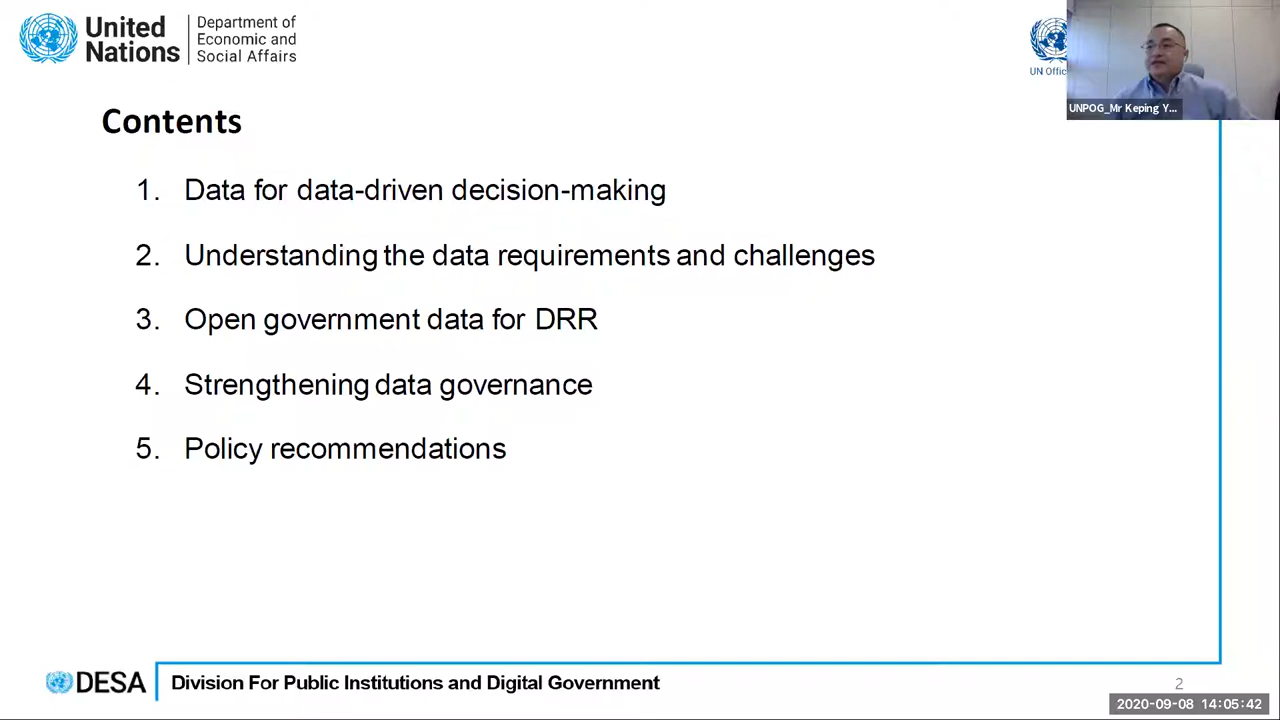 United
Nations
Department of
Economic and
Social Affairs
UN Offic
UNPOG_Mr Keping Y...
Contents
1. Data for data-driven decision-making
2. Understanding the data requirements and challenges
3. Open government data for DRR
4. Strengthening data governance
5. Policy recommendations
DESA
Division For Public Institutions and Digital Government
2
2020-09-08 14:05:42